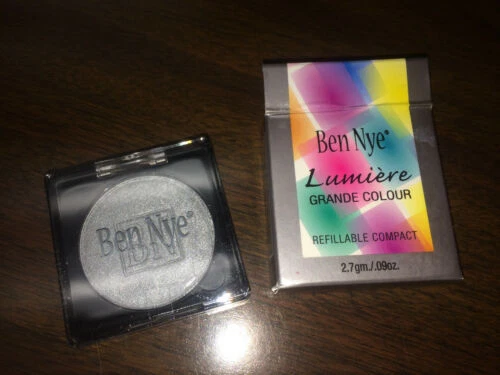 Ben Nye®
BN
Ben Nye®
Lumière
GRANDE COLOUR
REFILLABLE COMPACT
2.7gm./.09oz.